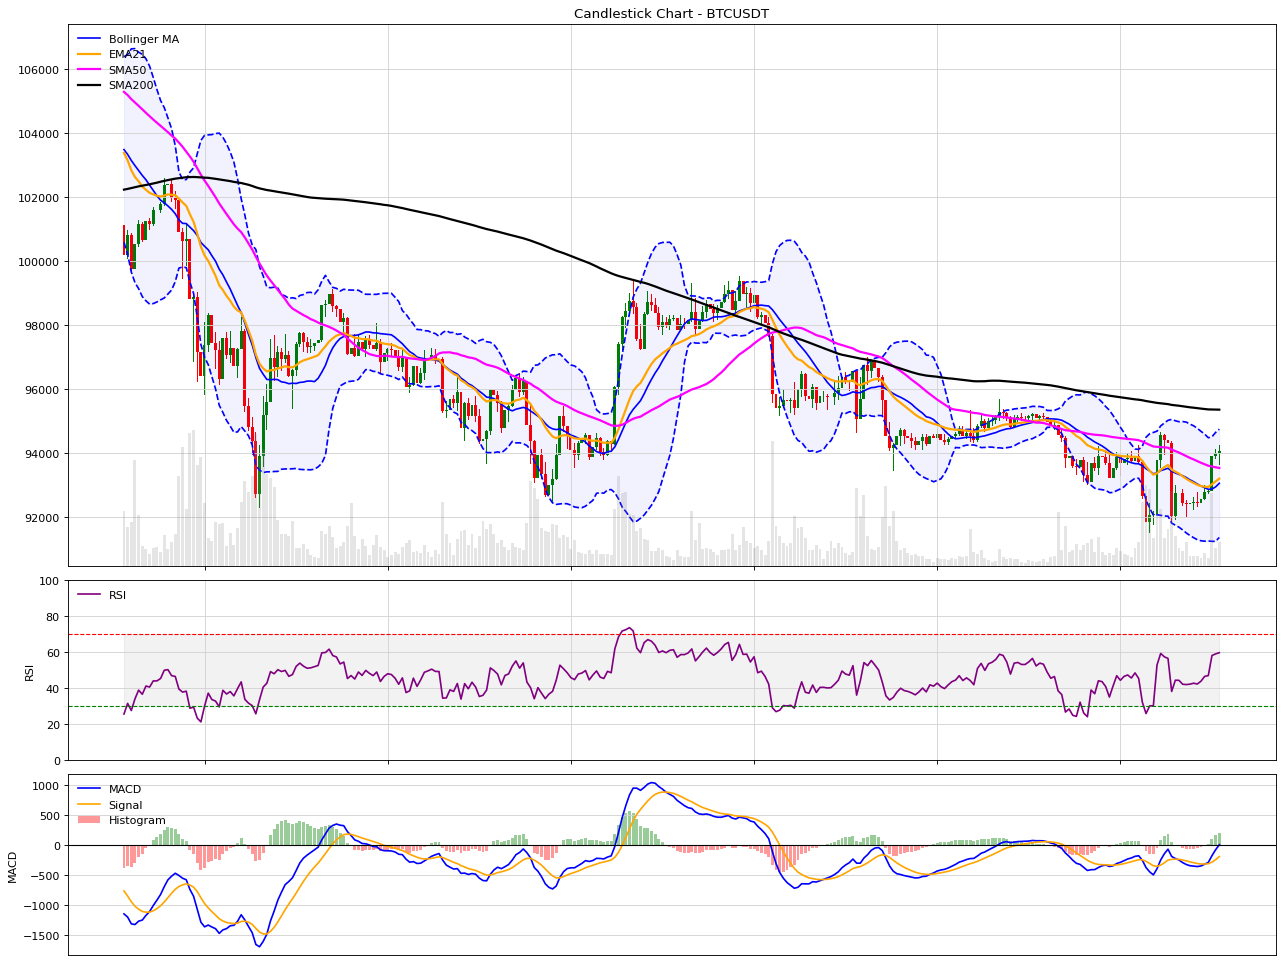 Candlestick Chart - BTCUSDT
Bollinger MA
EMA21
SMA50
SMA200
106000
104000
102000
100000
98000
96000
94000
92000
RSI
100
80
60
40
20
0
RSI
MACD
Signal
Histogram
1000
500
0
−500
−1000
−1500
MACD